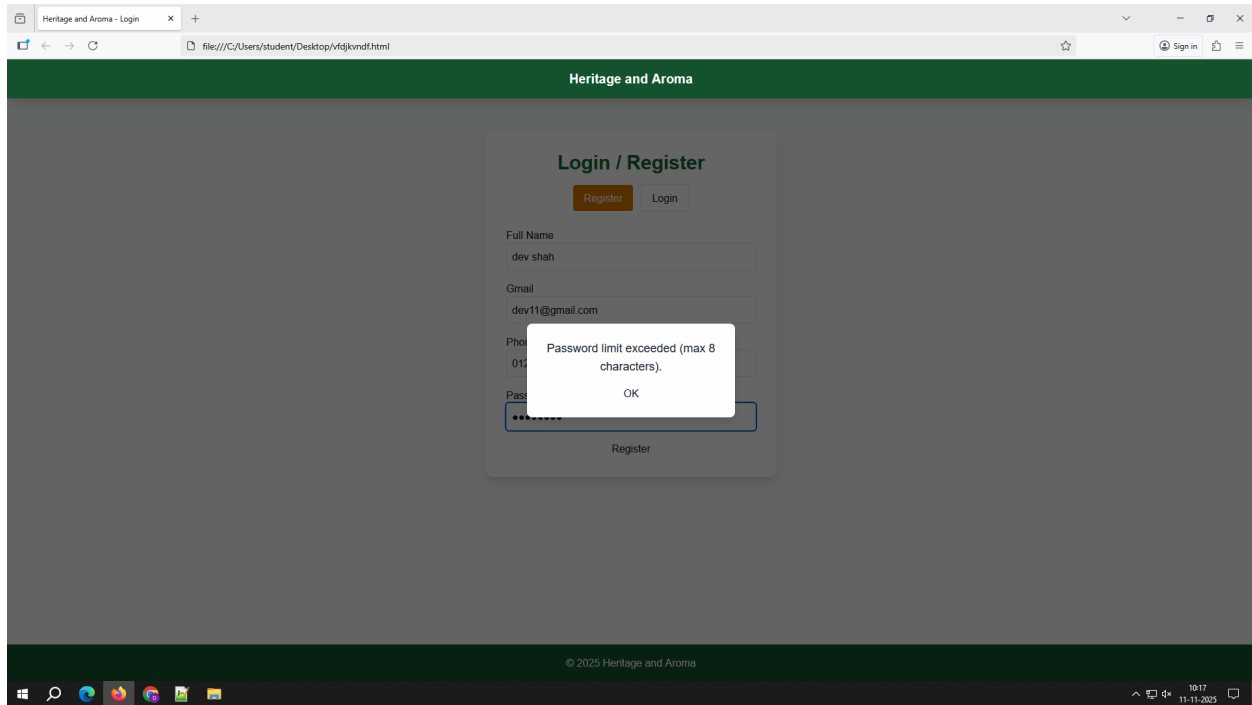 Heritage and Aroma - Login
file:///C:/Users/student/Desktop/vfdjkvndf.html
Sign in
Heritage and Aroma
Login / Register
Register Login
Full Name
dev shah
Gmail
dev11@gmail.com
Password limit exceeded (max 8
characters).
OK
Register
© 2025 Heritage and Aroma
10:17
11-11-2025